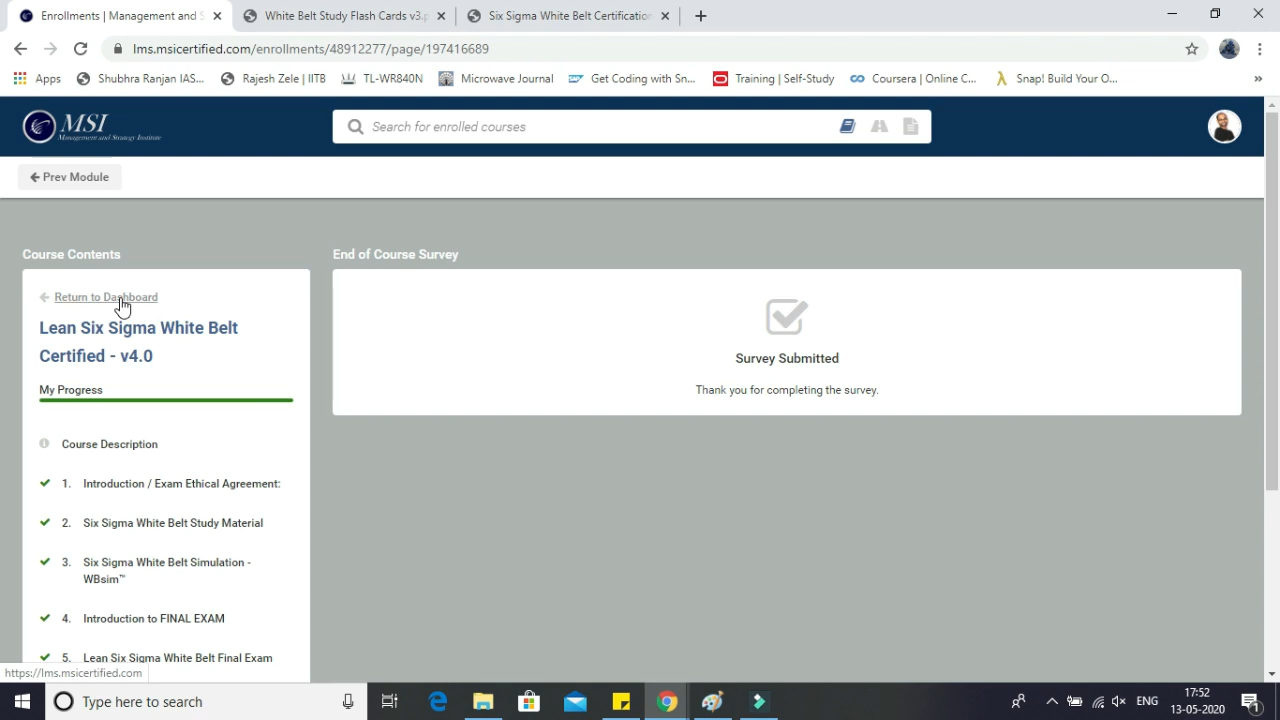 Enrollments | Management and S
White Belt Study Flash Cards v3.p
Six Sigma White Belt Certification
lms.msicertified.com/enrollments/48912277/page/197416689
Apps
Shubhra Ranjan IAS...
Rajesh Zele | IITB
TL-WR840N
Microwave Journal
Get Coding with Sn...
Training | Self-Study
Coursera | Online C...
Snap! Build Your O...
»
MSI
Management and Strategy Institute
Search for enrolled courses
Prev Module
Course Contents
End of Course Survey
Return to Dashboard
Lean Six Sigma White Belt
Certified - v4.0
My Progress
Survey Submitted
Thank you for completing the survey.
Course Description
1. Introduction / Exam Ethical Agreement:
2. Six Sigma White Belt Study Material
3. Six Sigma White Belt Simulation -
WBsim™
4. Introduction to FINAL EXAM
5. Lean Six Sigma White Belt Final Exam
https://lms.msicertified.com
Type here to search
ENG
17:52
13-05-2020
1